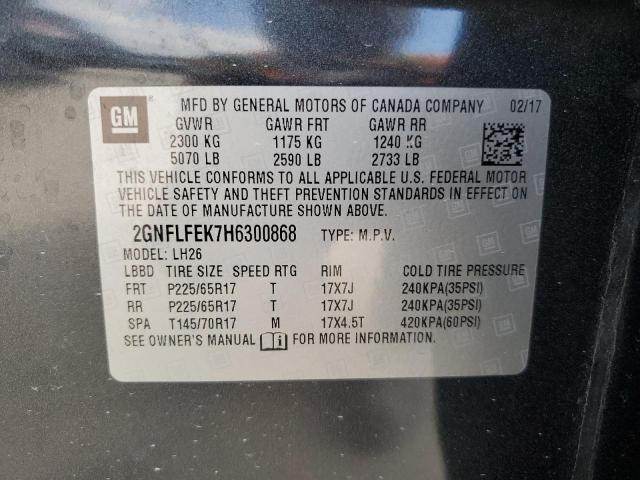 GM ® MFD BY GENERAL MOTORS OF CANADA COMPANY 02/17
GVWR GAWR FRT GAWR RR
2300 KG 1175 KG 1240 KG
5070 LB 2590 LB 2733 LB
THIS VEHICLE CONFORMS TO ALL APPLICABLE U.S. FEDERAL MOTOR
VEHICLE SAFETY AND THEFT PREVENTION STANDARDS IN EFFECT ON
THE DATE OF MANUFACTURE SHOWN ABOVE.
2GNFLFEK7H6300868 TYPE: M.P.V.
MODEL: LH26
LBBD TIRE SIZE SPEED RTG RIM COLD TIRE PRESSURE
FRT P225/65R17 T 17X7J 240KPA(35PSI)
RR P225/65R17 T 17X7J 240KPA(35PSI)
SPA T145/70R17 M 17X4.5T 420KPA(60PSI)
SEE OWNER'S MANUAL i FOR MORE INFORMATION.